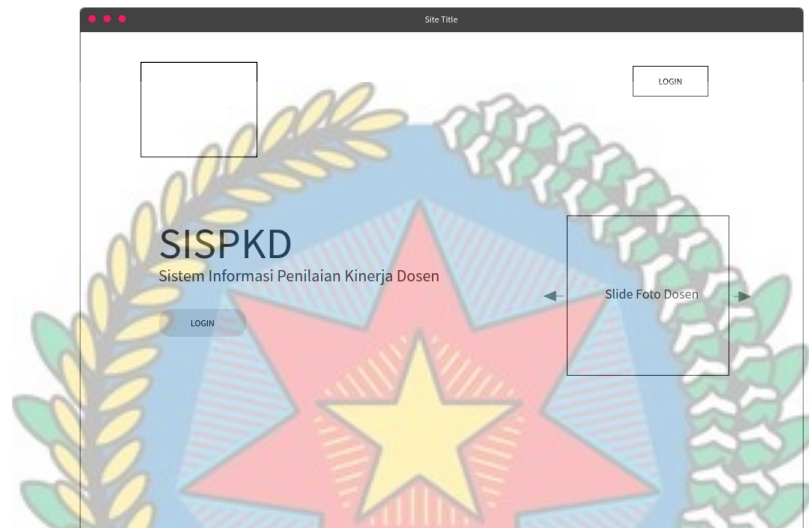 Site Title
LOGIN
SISPKD
Sistem Informasi Penilaian Kinerja Dosen
LOGIN
Slide Foto Dosen